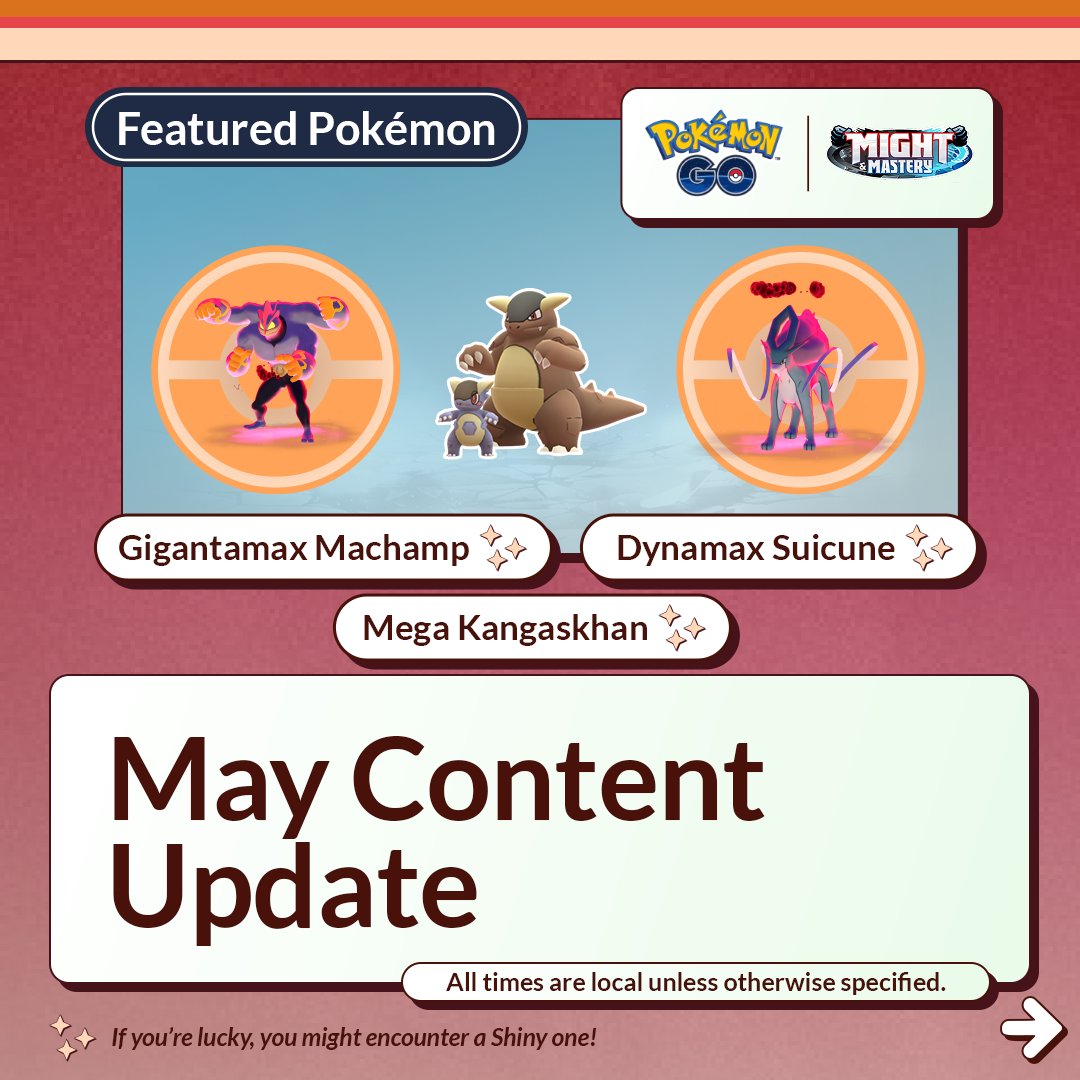 Featured Pokémon
POKéMON
GO
MIGHT
& MASTERY
Gigantamax Machamp
Dynamax Suicune
Mega Kangaskhan
May Content
Update
All times are local unless otherwise specified.
If you’re lucky, you might encounter a Shiny one!